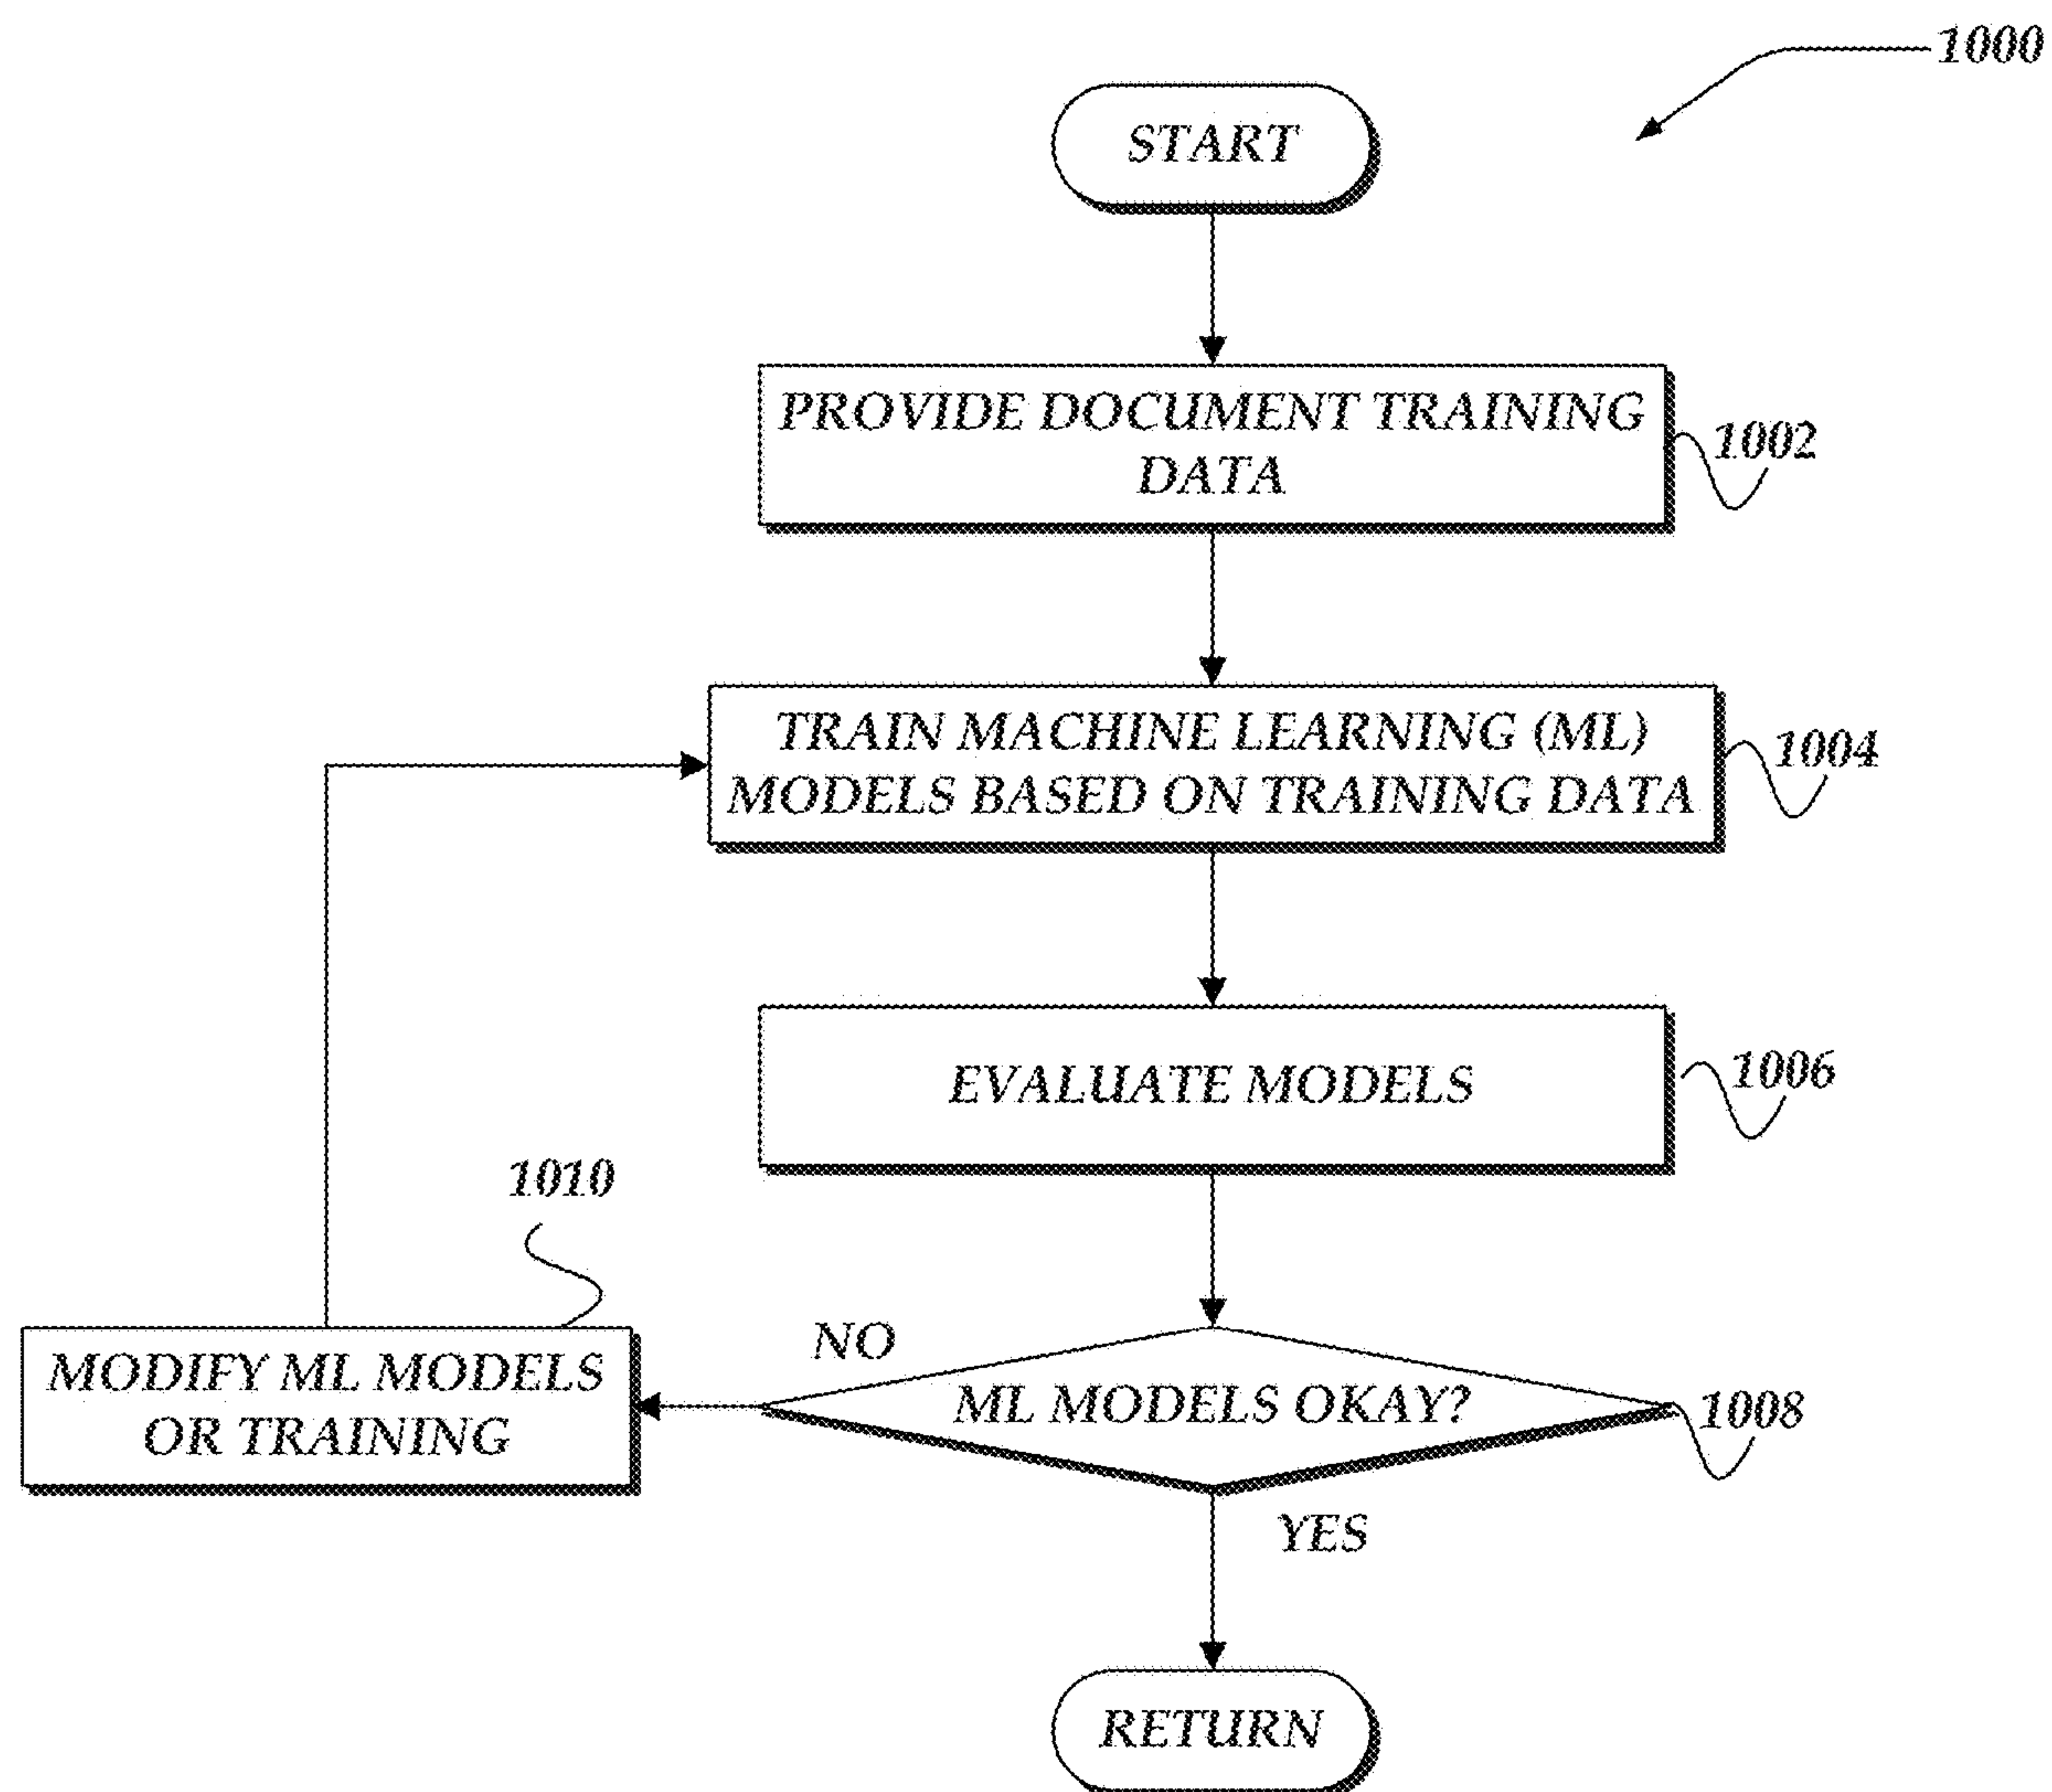 1000
START
PROVIDE DOCUMENT TRAINING
DATA
1002
TRAIN MACHINE LEARNING (ML)
MODELS BASED ON TRAINING DATA
1004
EVALUATE MODELS
1006
1010
MODIFY ML MODELS
OR TRAINING
NO
ML MODELS OKAY?
1008
YES
RETURN